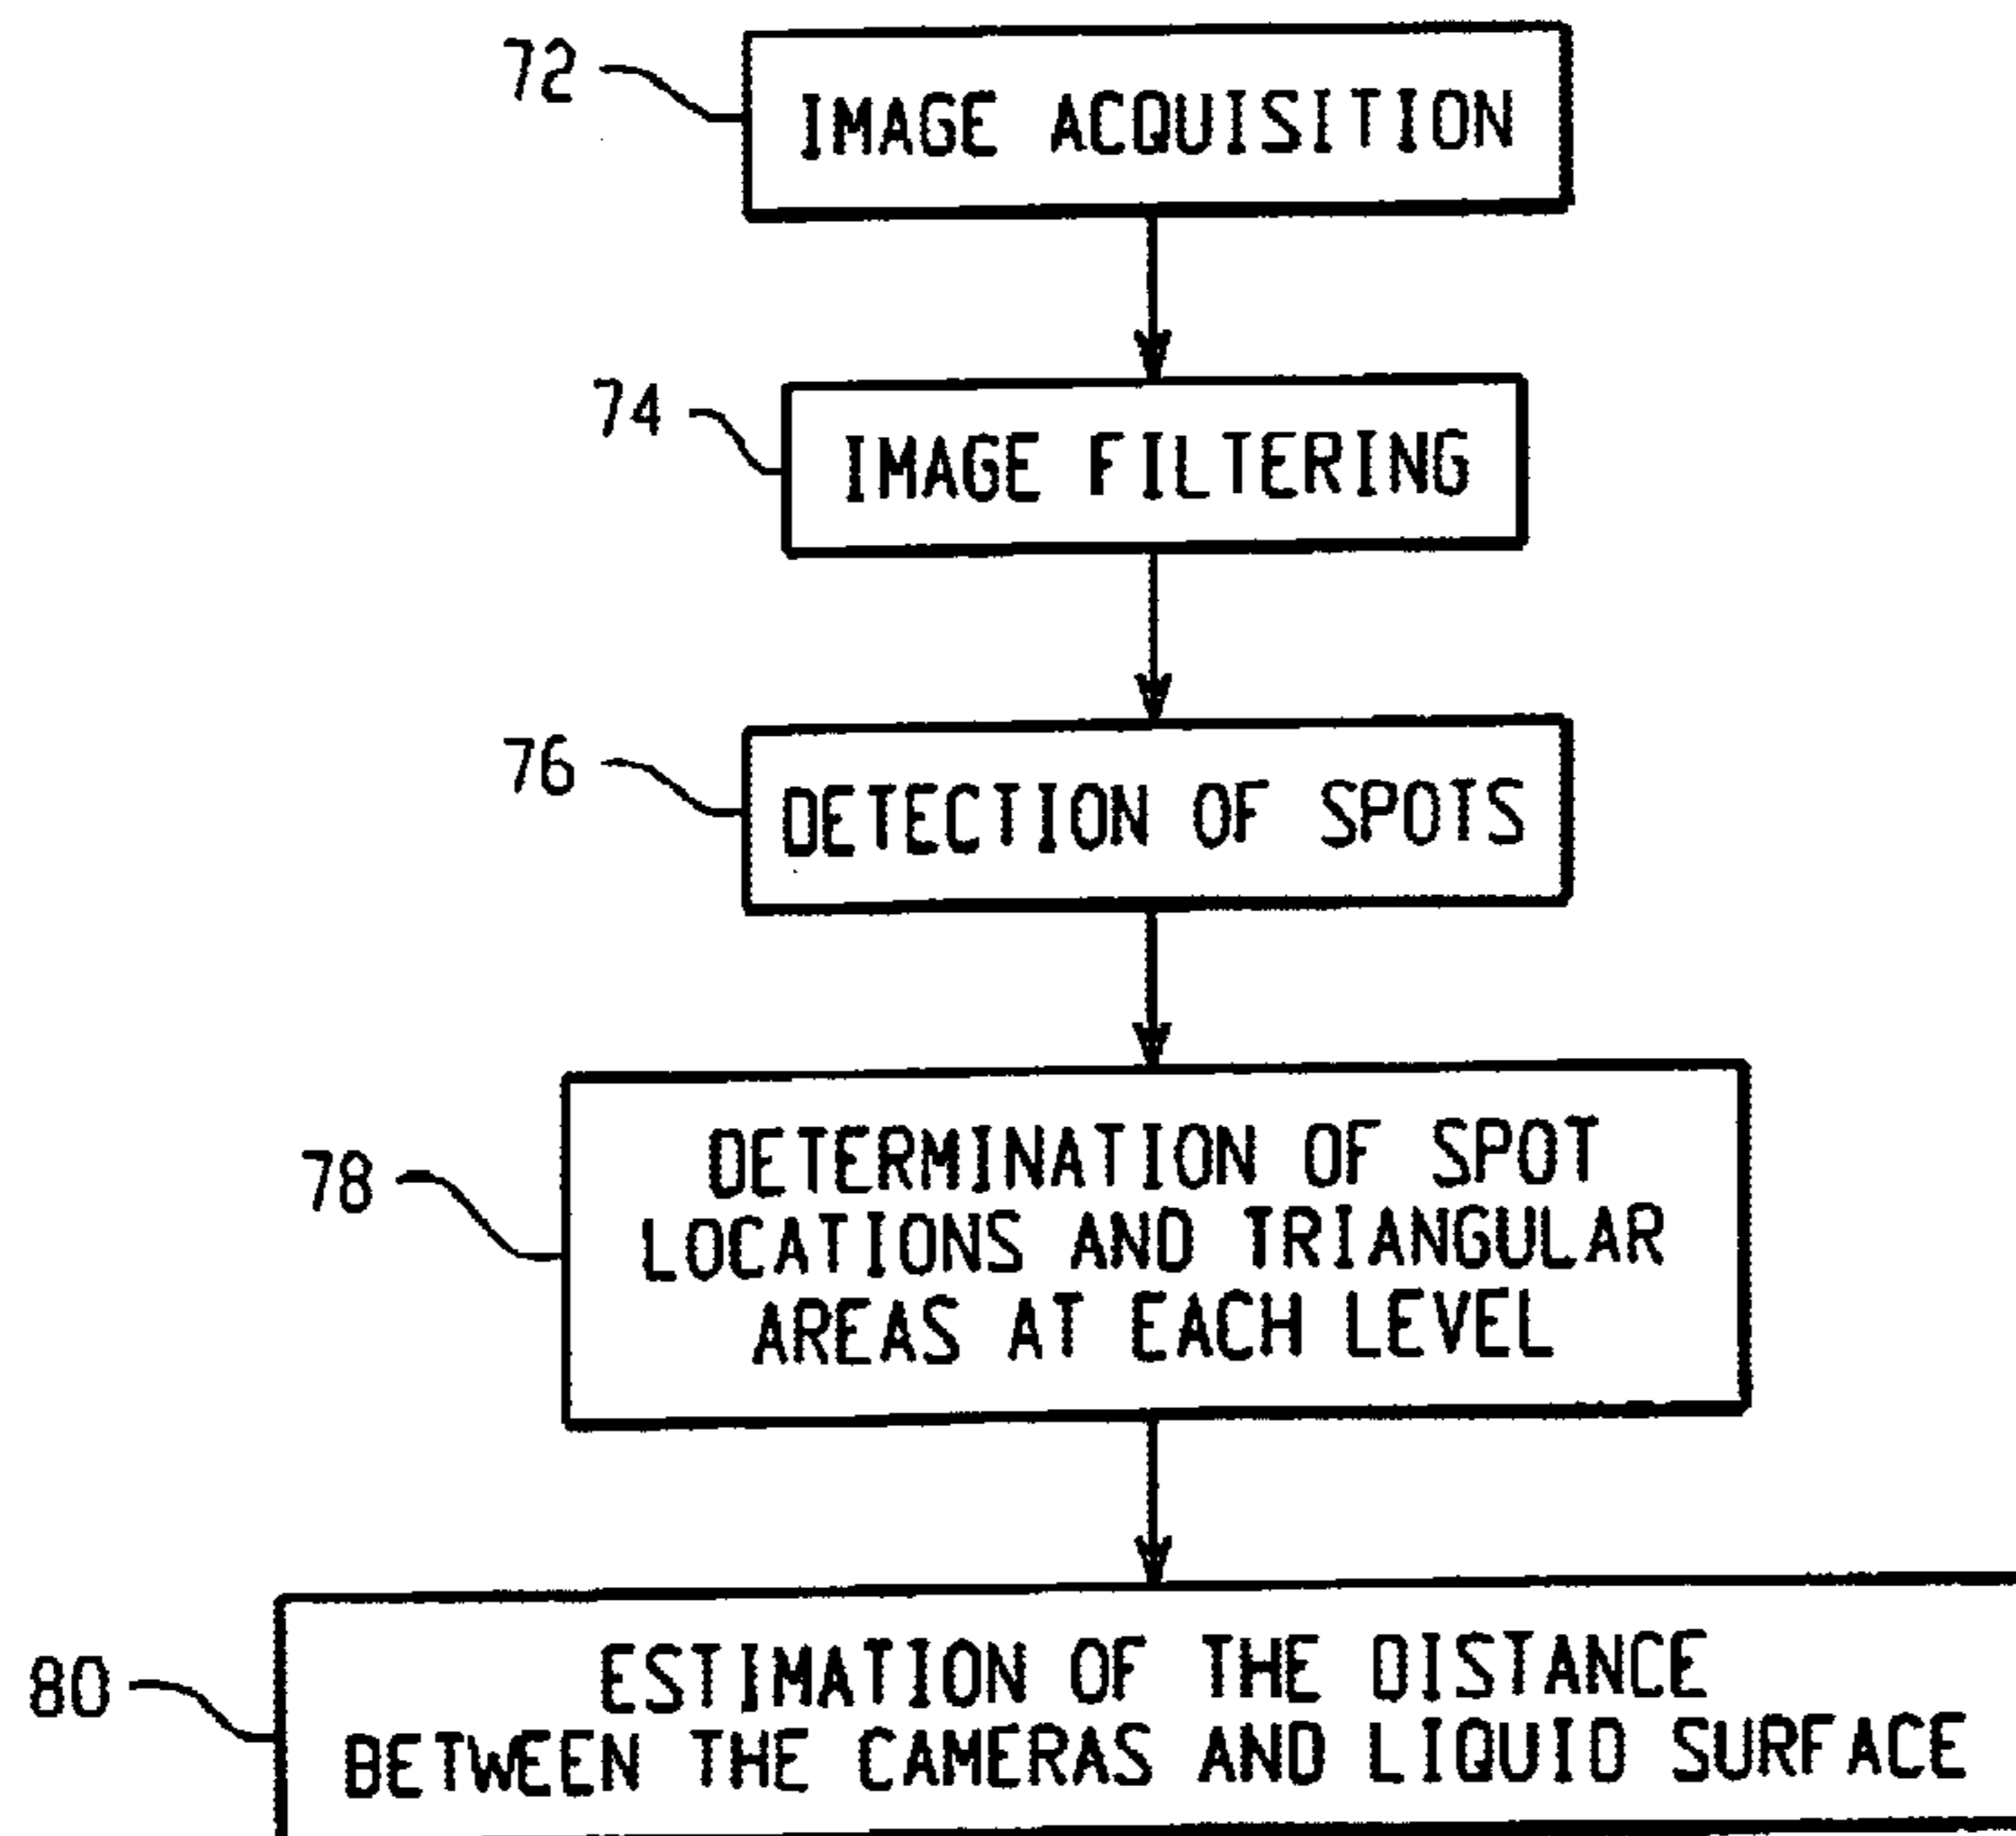 72
IMAGE ACQUISITION
74
IMAGE FILTERING
76
DETECTION OF SPOTS
78
DETERMINATION OF SPOT
LOCATIONS AND TRIANGULAR
AREAS AT EACH LEVEL
80
ESTIMATION OF THE DISTANCE
BETWEEN THE CAMERAS AND LIQUID SURFACE